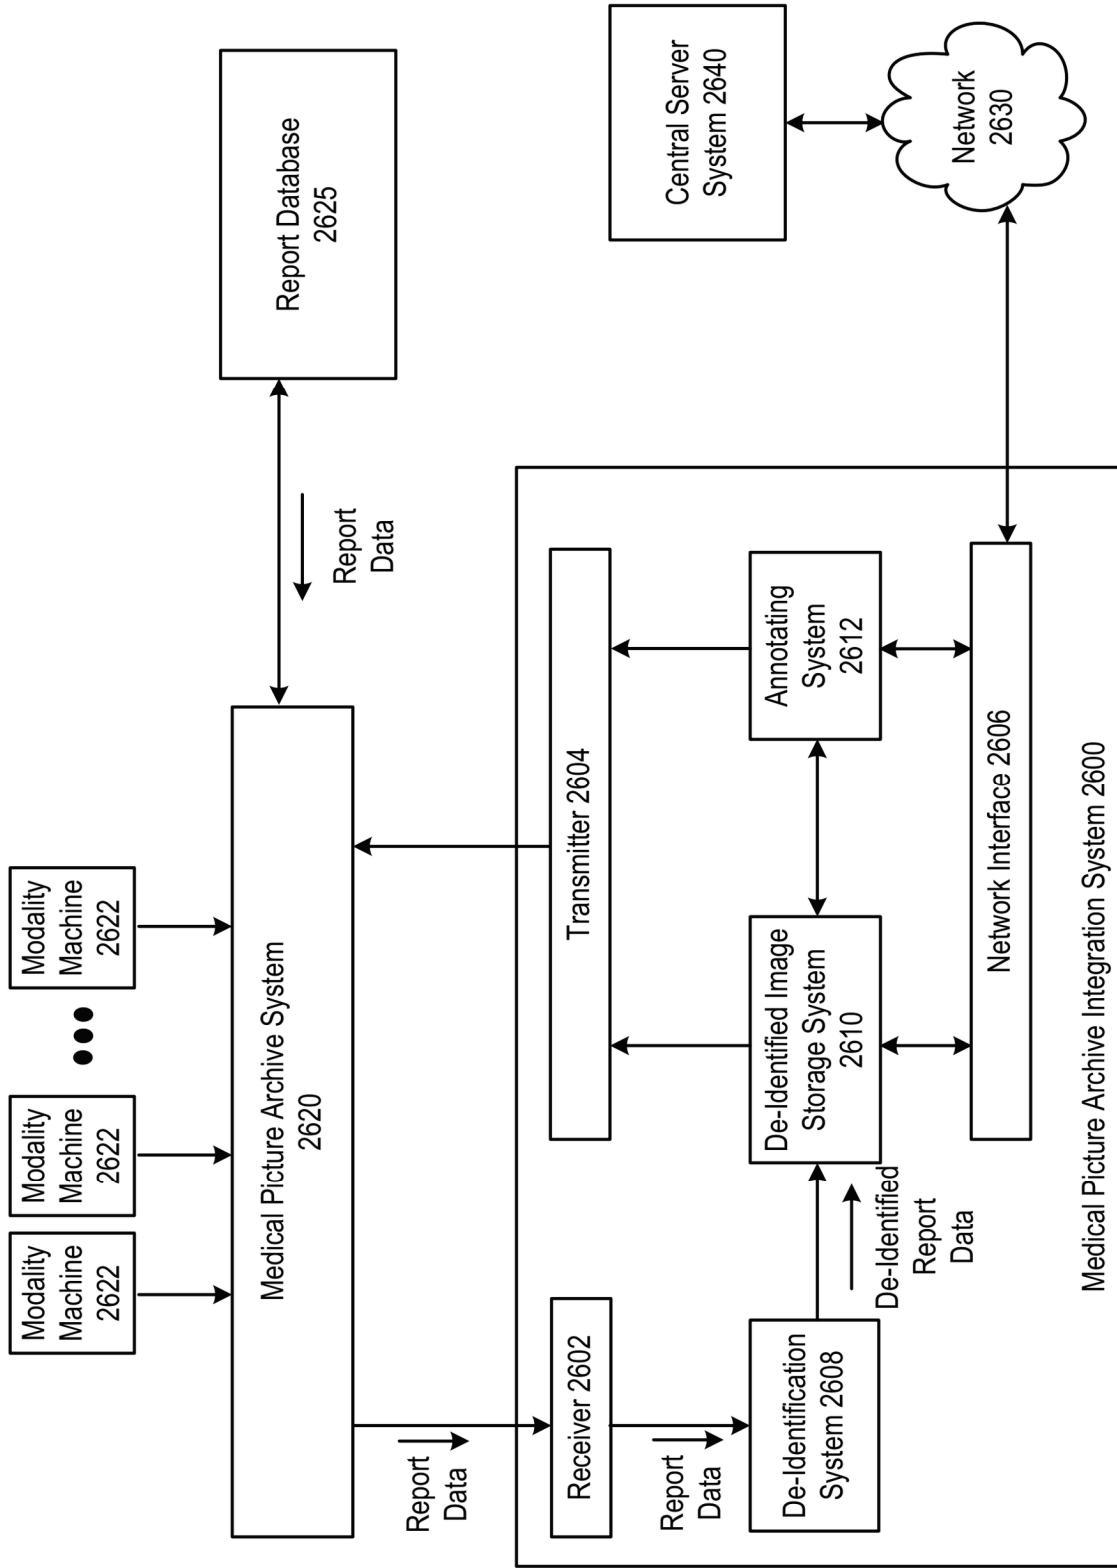 Modality
Machine
2622
Modality
Machine
2622
Modality
Machine
2622
Medical Picture Archive System
2620
Report Database
2625
Report
Data
Report
Data
Receiver 2602
Report
Data
De-Identification
System 2608
De-Identified
Report
Data
Transmitter 2604
De-Identified Image
Storage System
2610
Annotating
System
2612
Network Interface 2606
Medical Picture Archive Integration System 2600
Central Server
System 2640
Network
2630